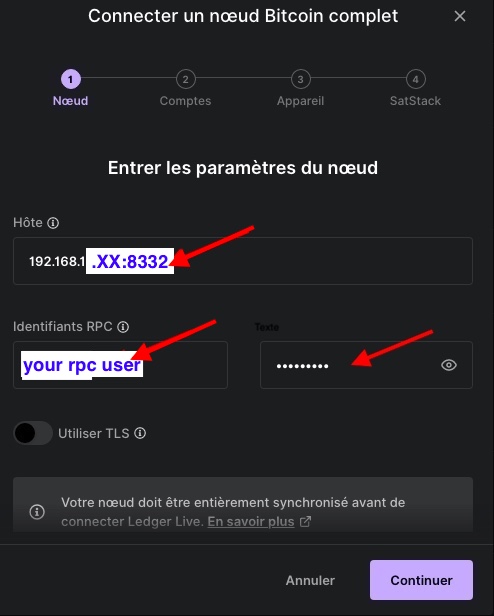 Connecter un nœud Bitcoin complet
1 2 3 4
Nœud Comptes Appareil SatStack
Entrer les paramètres du nœud
Hôte
192.168.1 .XX:8332
Identifiants RPC Texte
your rpc user •••••••••
Utiliser TLS
Votre nœud doit être entièrement synchronisé avant de
connecter Ledger Live. En savoir plus
Annuler Continuer